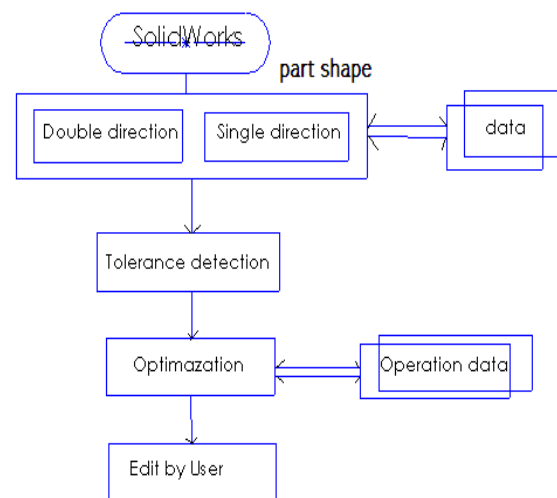 SolidWorks
part shape
Double direction
Single direction
data
Tolerance detection
Optimazation
Operation data
Edit by User